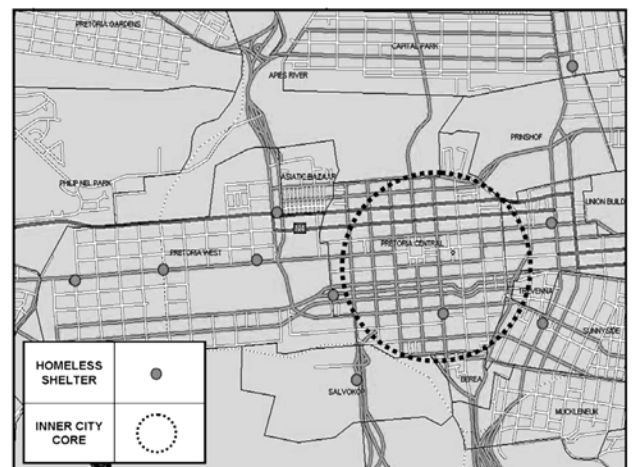 PRETORIA GARDENS
CAPITAL PARK
APIES RIVER
PRINSHOF
ASIATIC BAZAAR
PHILIP NEL PARK
UNION BUILD
PRETORIA WEST
PRETORIA CENTRAL
TREVENNA
SUNNYSIDE
SALVOKOP
BEREA
MUCKLENEUK
HOMELESS
SHELTER
INNER CITY
CORE